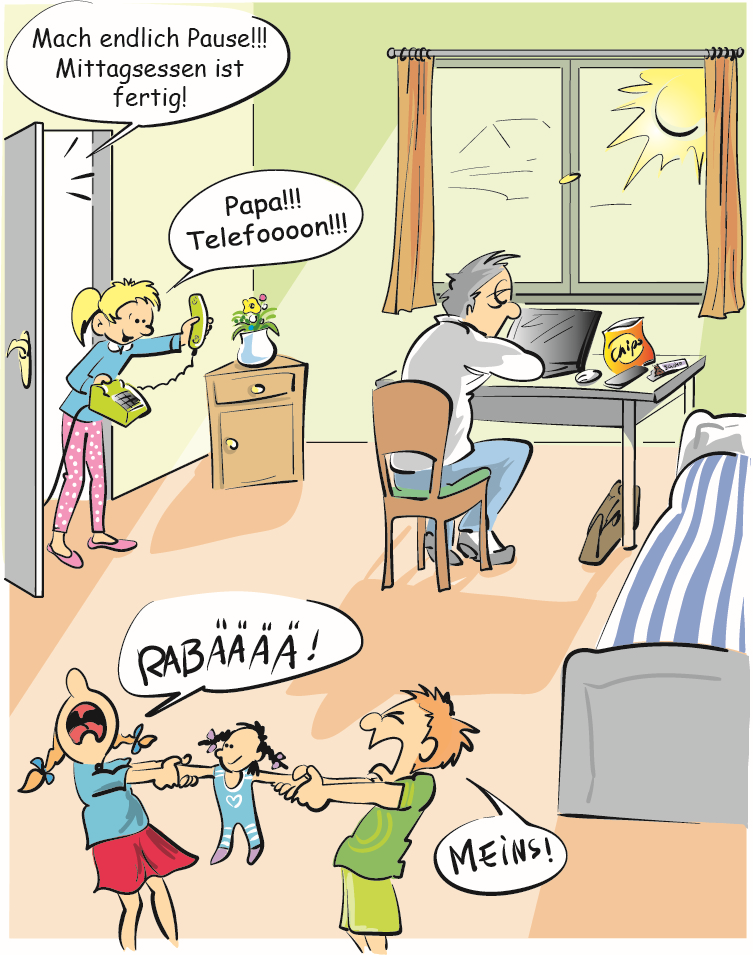 Mach endlich Pause!!!
Mittagsessen ist
fertig!
Papa!!!
Telefoooon!!!
Chips
RABÄÄÄÄ!
MEINS!